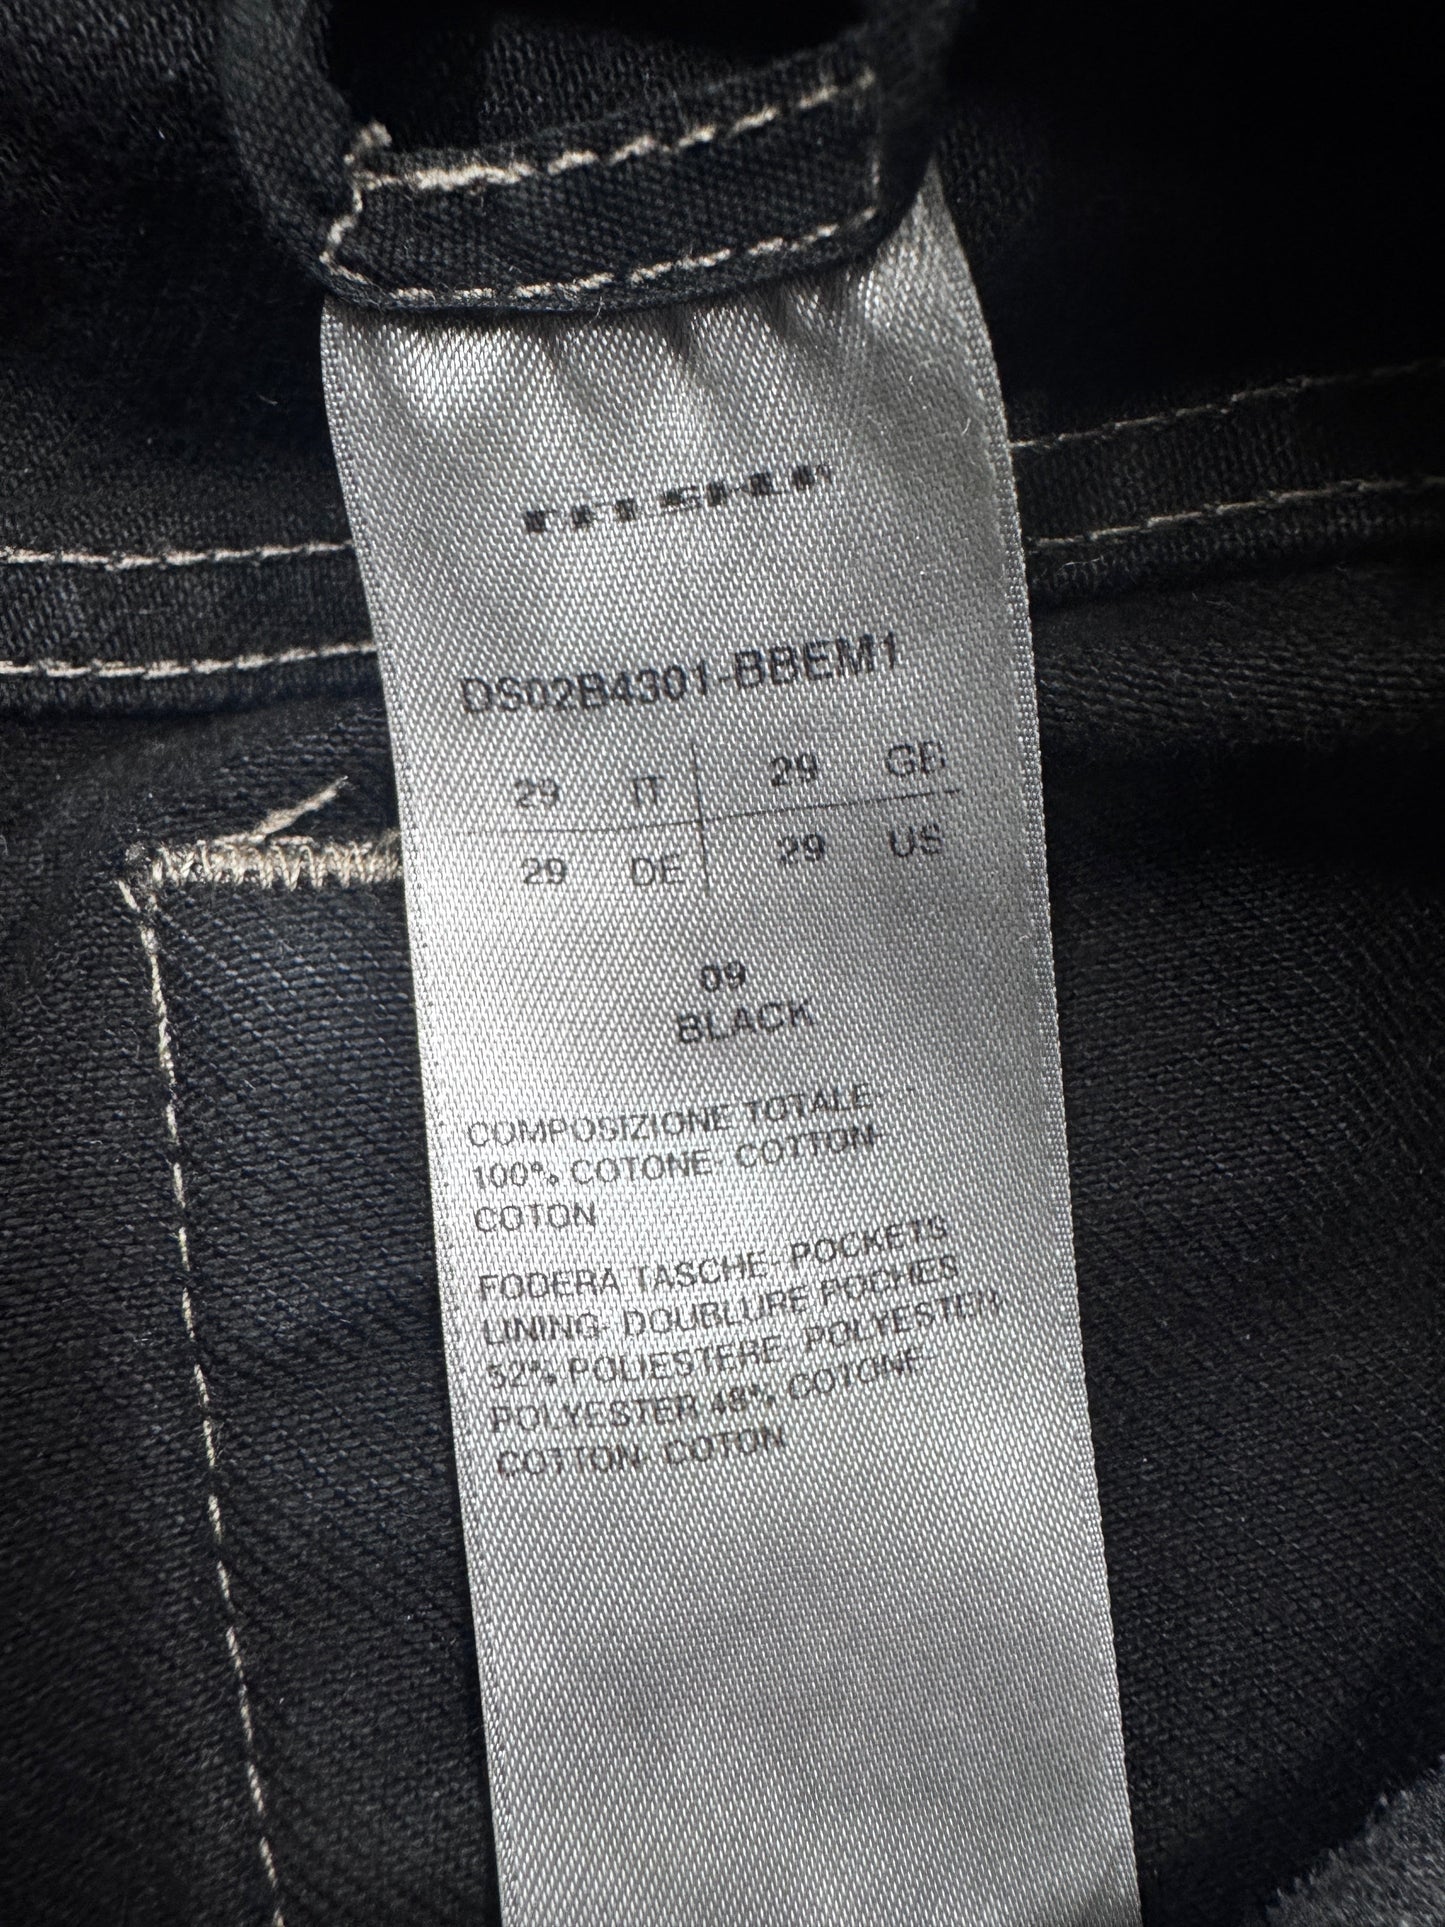 DS02B4301-BBEM1
29 IT 29 GB
29 DE 29 US
09
BLACK
COMPOSIZIONE TOTALE
100% COTONE- COTTON-
COTON
FODERA TASCHE- POCKETS
LINING- DOUBLURE POCHES
52% POLIESTERE- POLYESTER
POLYESTER 48% COTONE-
COTTON- COTON